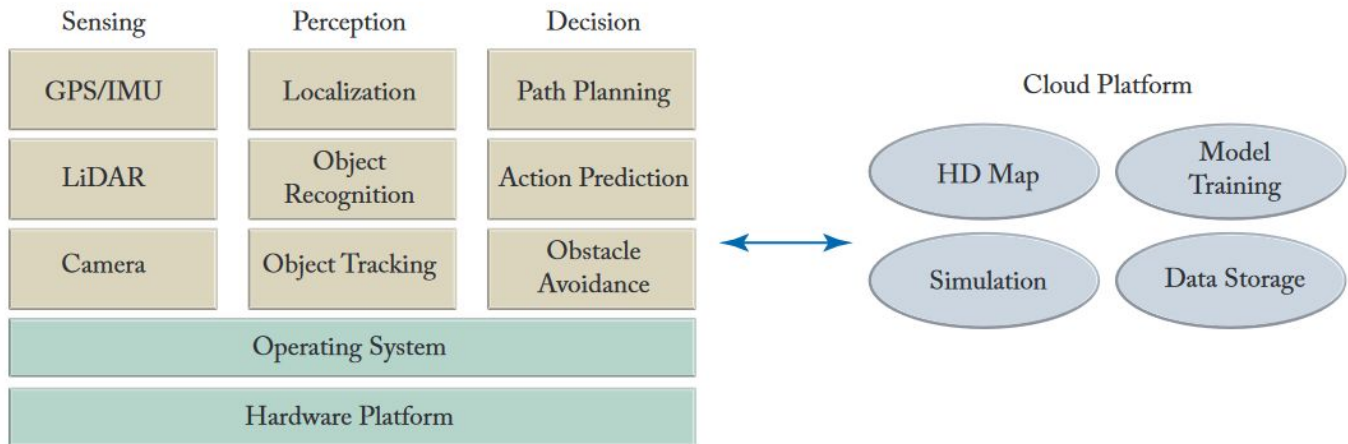 Sensing
Perception
Decision
GPS/IMU
Localization
Path Planning
LiDAR
Object
Recognition
Action Prediction
Camera
Object Tracking
Obstacle
Avoidance
Operating System
Hardware Platform
Cloud Platform
HD Map
Model
Training
Simulation
Data Storage